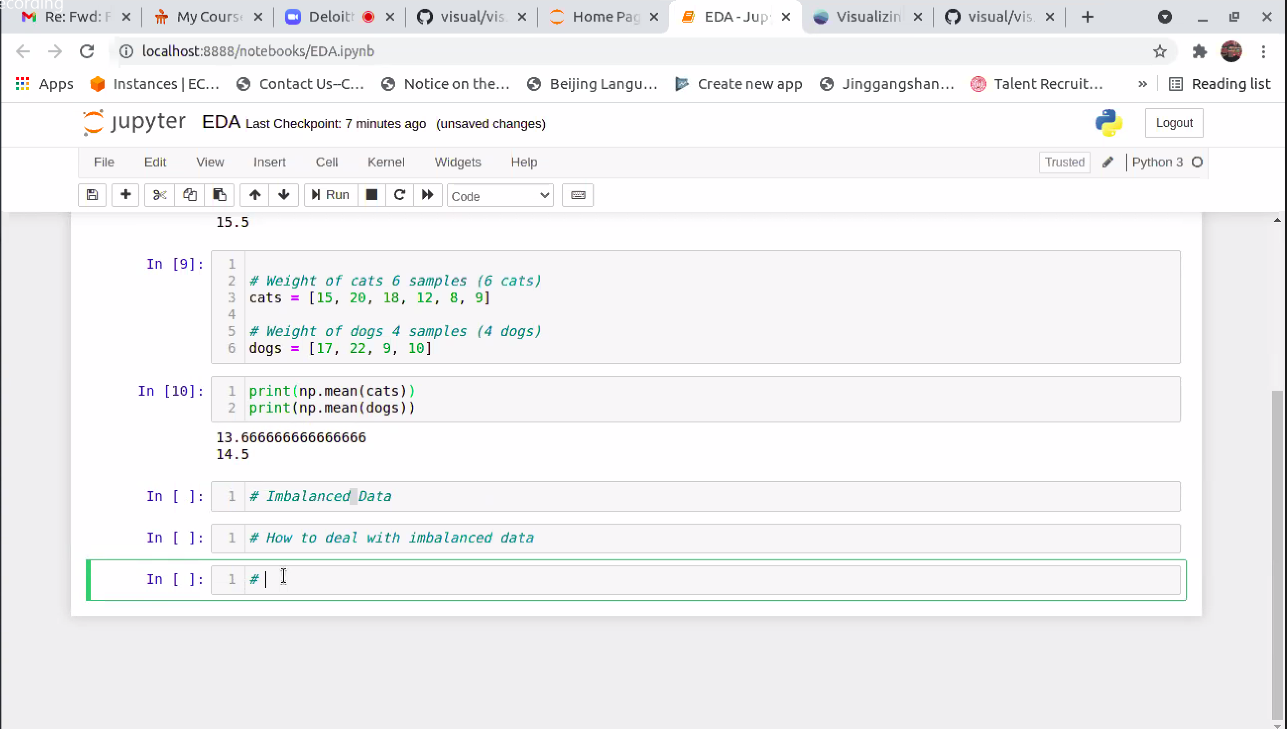 recording
Re: Fwd: F
My Cours
Deloitt
visual/vis
Home Pag
EDA - Jup
Visualizin
visual/vis
localhost:8888/notebooks/EDA.ipynb
Apps
Instances | EC...
Contact Us--C...
Notice on the...
Beijing Langu...
Create new app
Jinggangshan...
Talent Recruit...
»
Reading list
jupyter EDA Last Checkpoint: 7 minutes ago (unsaved changes)
Logout
File Edit View Insert Cell Kernel Widgets Help
Trusted
Python 3
Run
Code
15.5
In [9]:
1
2 # Weight of cats 6 samples (6 cats)
3 cats = [15, 20, 18, 12, 8, 9]
4
5 # Weight of dogs 4 samples (4 dogs)
6 dogs = [17, 22, 9, 10]
In [10]:
1 print(np.mean(cats))
2 print(np.mean(dogs))
13.666666666666666
14.5
In [ ]: 1 # Imbalanced Data
In [ ]: 1 # How to deal with imbalanced data
In [ ]: 1 #